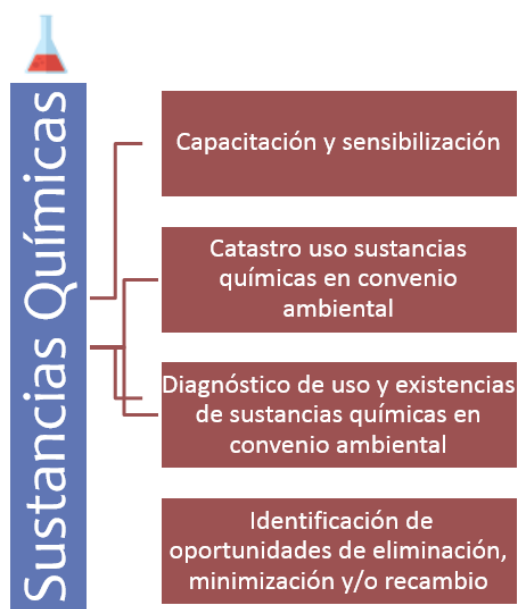 Sustancias Químicas
Capacitación y sensibilización
Catastro uso sustancias
químicas en convenio
ambiental
Diagnóstico de uso y existencias
de sustancias químicas en
convenio ambiental
Identificación de
oportunidades de eliminación,
minimización y/o recambio